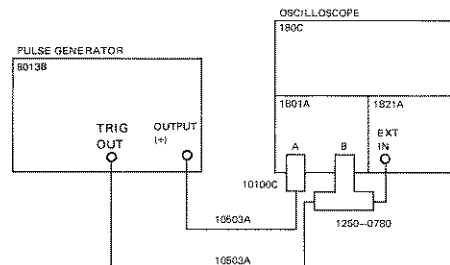 OSCILLOSCOPE
180C
PULSE GENERATOR
8013B
1801A
1821A
TRIG
OUT
OUTPUT
(+)
A
B
EXT
IN
10100C
10503A
1250-0780
10503A